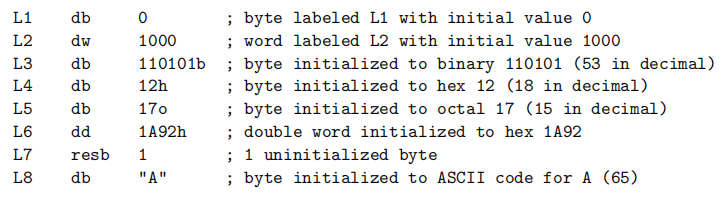 L1 db 0 ; byte labeled L1 with initial value 0
L2 dw 1000 ; word labeled L2 with initial value 1000
L3 db 110101b ; byte initialized to binary 110101 (53 in decimal)
L4 db 12h ; byte initialized to hex 12 (18 in decimal)
L5 db 17o ; byte initialized to octal 17 (15 in decimal)
L6 dd 1A92h ; double word initialized to hex 1A92
L7 resb 1 ; 1 uninitialized byte
L8 db "A" ; byte initialized to ASCII code for A (65)